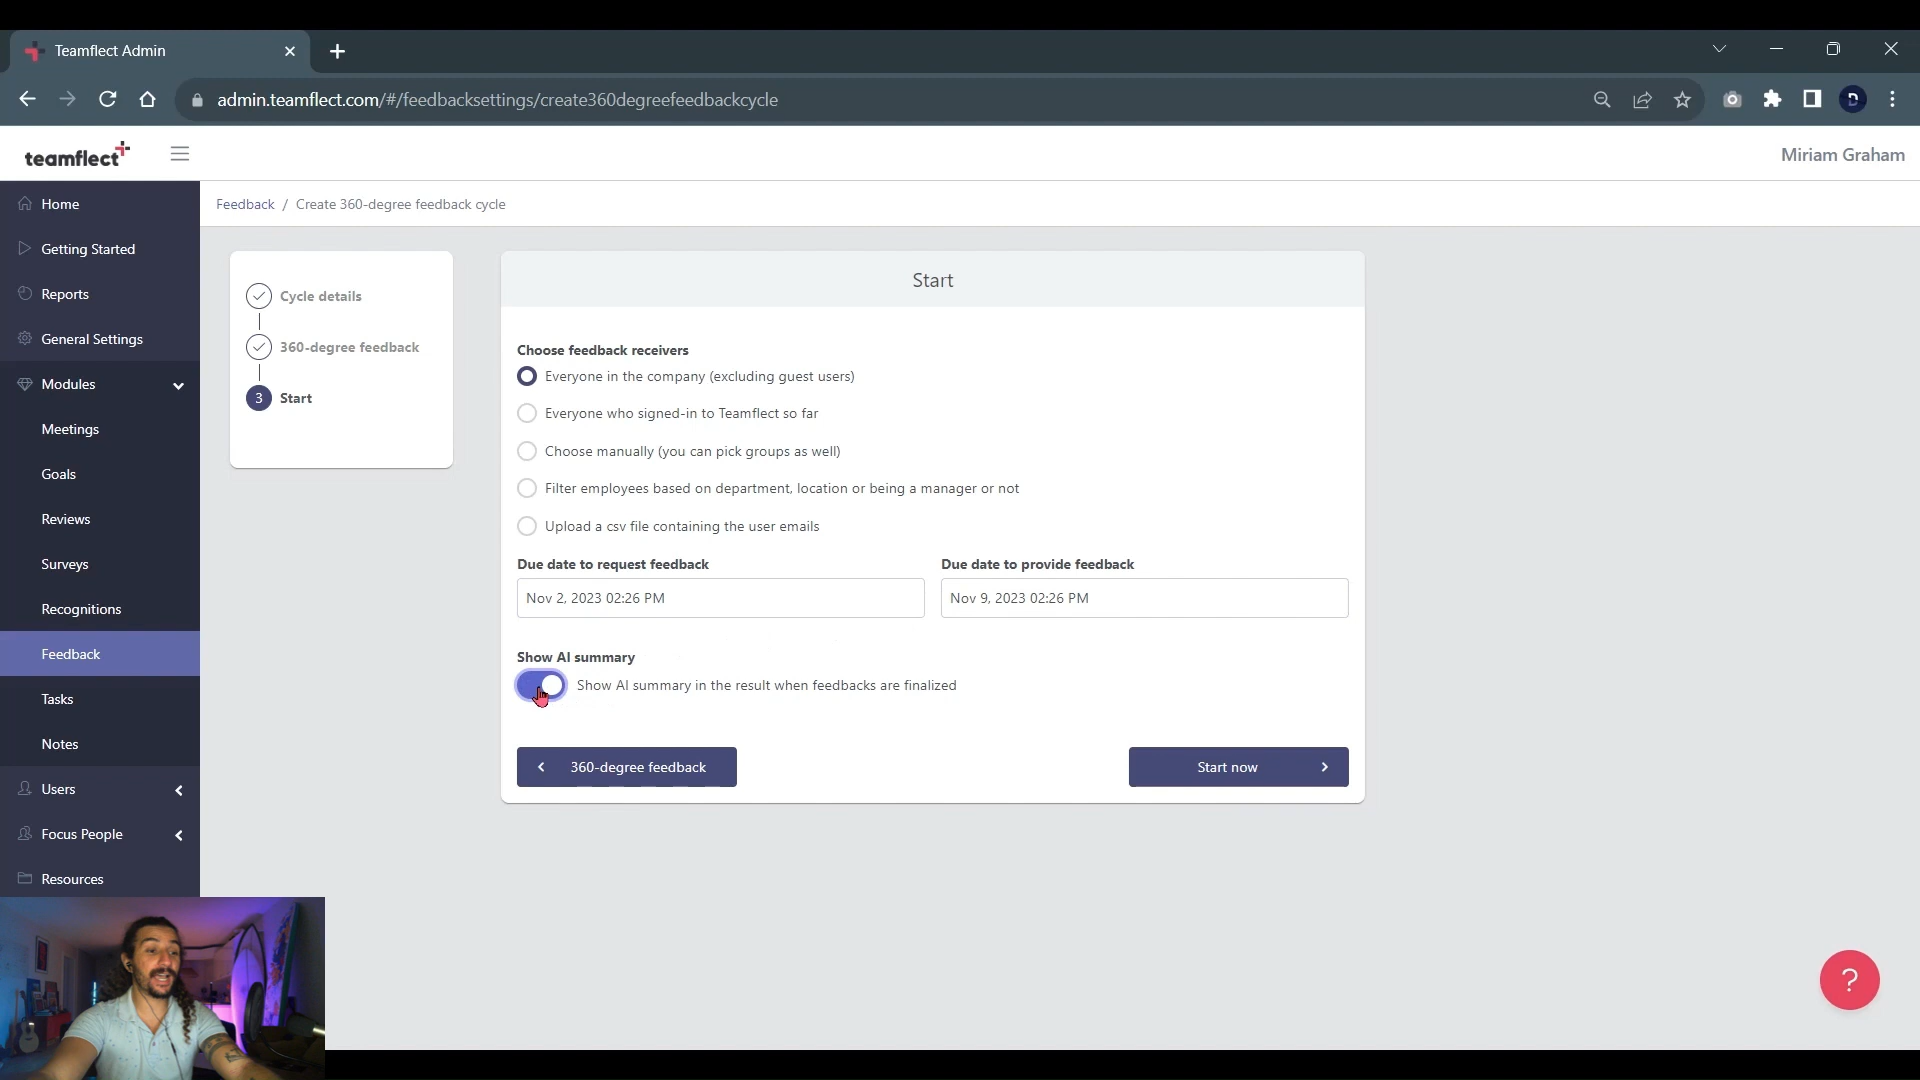 Teamflect Admin
admin.teamflect.com/#/feedbacksettings/create360degreefeedbackcycle
D
teamflect
Miriam Graham
Home
Getting Started
Reports
General Settings
Modules
Meetings
Goals
Reviews
Surveys
Recognitions
Feedback
Tasks
Notes
Users
Focus People
Resources
Feedback / Create 360-degree feedback cycle
Cycle details
360-degree feedback
3 Start
Start
Choose feedback receivers
Everyone in the company (excluding guest users)
Everyone who signed-in to Teamflect so far
Choose manually (you can pick groups as well)
Filter employees based on department, location or being a manager or not
Upload a csv file containing the user emails
Due date to request feedback
Nov 2, 2023 02:26 PM
Due date to provide feedback
Nov 9, 2023 02:26 PM
Show AI summary
Show AI summary in the result when feedbacks are finalized
360-degree feedback
Start now
?